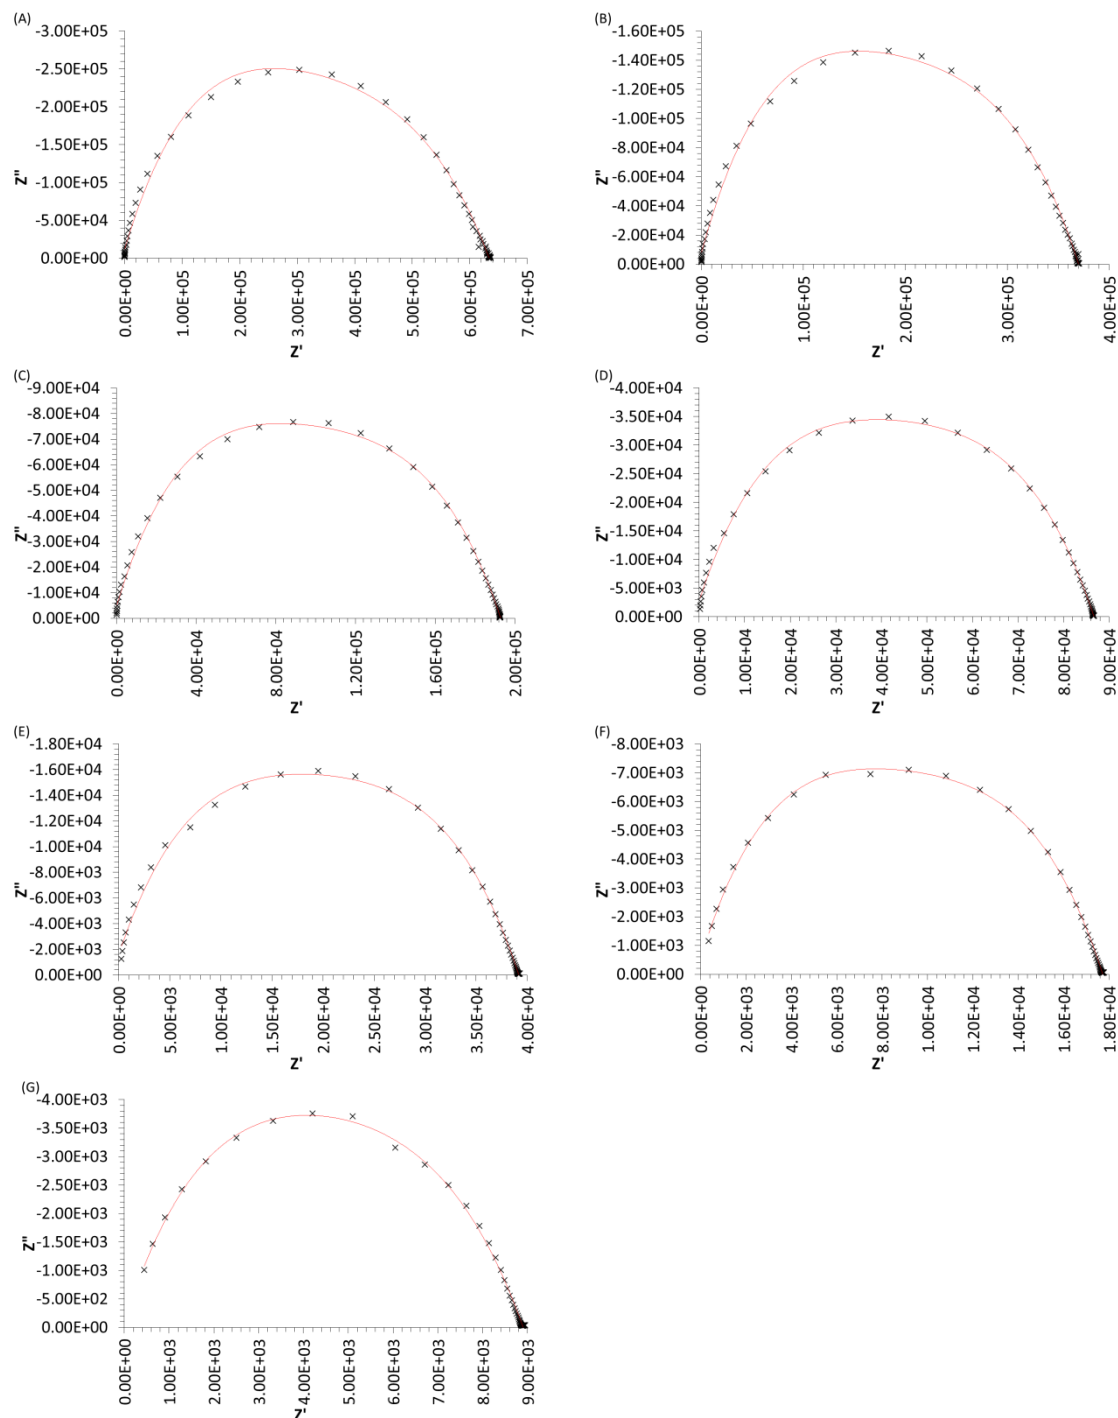 (A)
-3.00E+05
-2.50E+05
-2.00E+05
-1.50E+05
-1.00E+05
-5.00E+04
0.00E+00
Z"
0.00E+00
1.00E+05
2.00E+05
3.00E+05
4.00E+05
5.00E+05
6.00E+05
7.00E+05
Z'
(B)
-1.60E+05
-1.40E+05
-1.20E+05
-1.00E+05
-8.00E+04
-6.00E+04
-4.00E+04
-2.00E+04
0.00E+00
Z"
0.00E+00
1.00E+05
2.00E+05
3.00E+05
4.00E+05
Z'
(C)
-9.00E+04
-8.00E+04
-7.00E+04
-6.00E+04
-5.00E+04
-4.00E+04
-3.00E+04
-2.00E+04
-1.00E+04
0.00E+00
Z"
0.00E+00
4.00E+04
8.00E+04
1.20E+05
1.60E+05
2.00E+05
Z'
(D)
-4.00E+04
-3.50E+04
-3.00E+04
-2.50E+04
-2.00E+04
-1.50E+04
-1.00E+04
-5.00E+03
0.00E+00
Z"
0.00E+00
1.00E+04
2.00E+04
3.00E+04
4.00E+04
5.00E+04
6.00E+04
7.00E+04
8.00E+04
9.00E+04
Z'
(E)
-1.80E+04
-1.60E+04
-1.40E+04
-1.20E+04
-1.00E+04
-8.00E+03
-6.00E+03
-4.00E+03
-2.00E+03
0.00E+00
Z"
0.00E+00
5.00E+03
1.00E+04
1.50E+04
2.00E+04
2.50E+04
3.00E+04
3.50E+04
4.00E+04
Z'
(F)
-8.00E+03
-7.00E+03
-6.00E+03
-5.00E+03
-4.00E+03
-3.00E+03
-2.00E+03
-1.00E+03
0.00E+00
Z"
0.00E+00
2.00E+03
4.00E+03
6.00E+03
8.00E+03
1.00E+04
1.20E+04
1.40E+04
1.60E+04
1.80E+04
Z'
(G)
-4.00E+03
-3.50E+03
-3.00E+03
-2.50E+03
-2.00E+03
-1.50E+03
-1.00E+03
-5.00E+02
0.00E+00
Z"
0.00E+00
1.00E+03
2.00E+03
3.00E+03
4.00E+03
5.00E+03
6.00E+03
7.00E+03
8.00E+03
9.00E+03
Z'